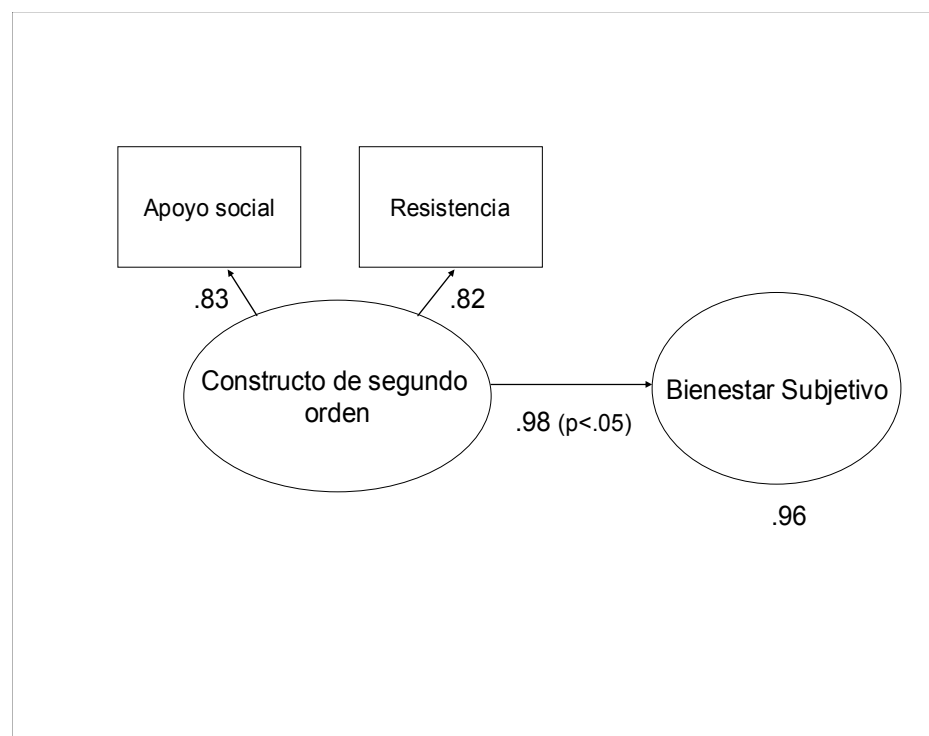 Apoyo social
Resistencia
.83
.82
Constructo de segundo
orden
.98 (p<.05)
Bienestar Subjetivo
.96